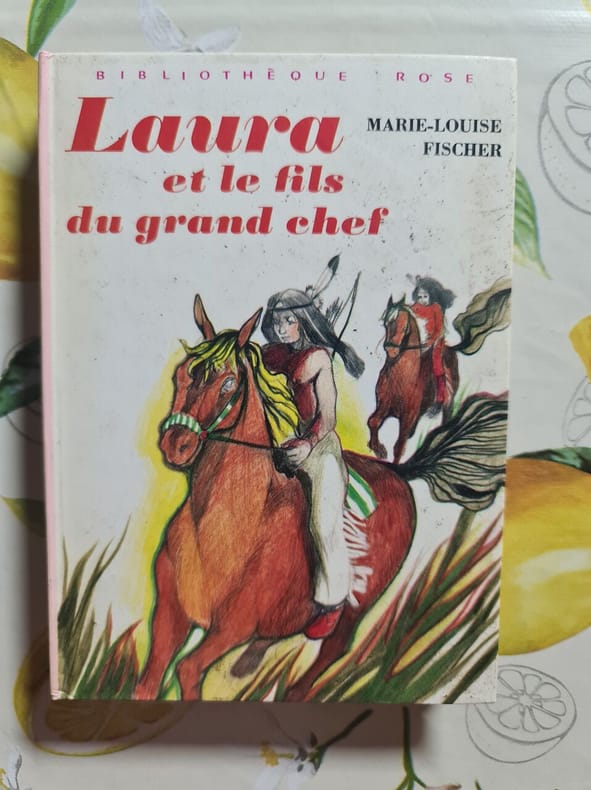 BIBLIOTHÈQUE ROSE
Laura
MARIE-LOUISE
FISCHER
et le fils
du grand chef